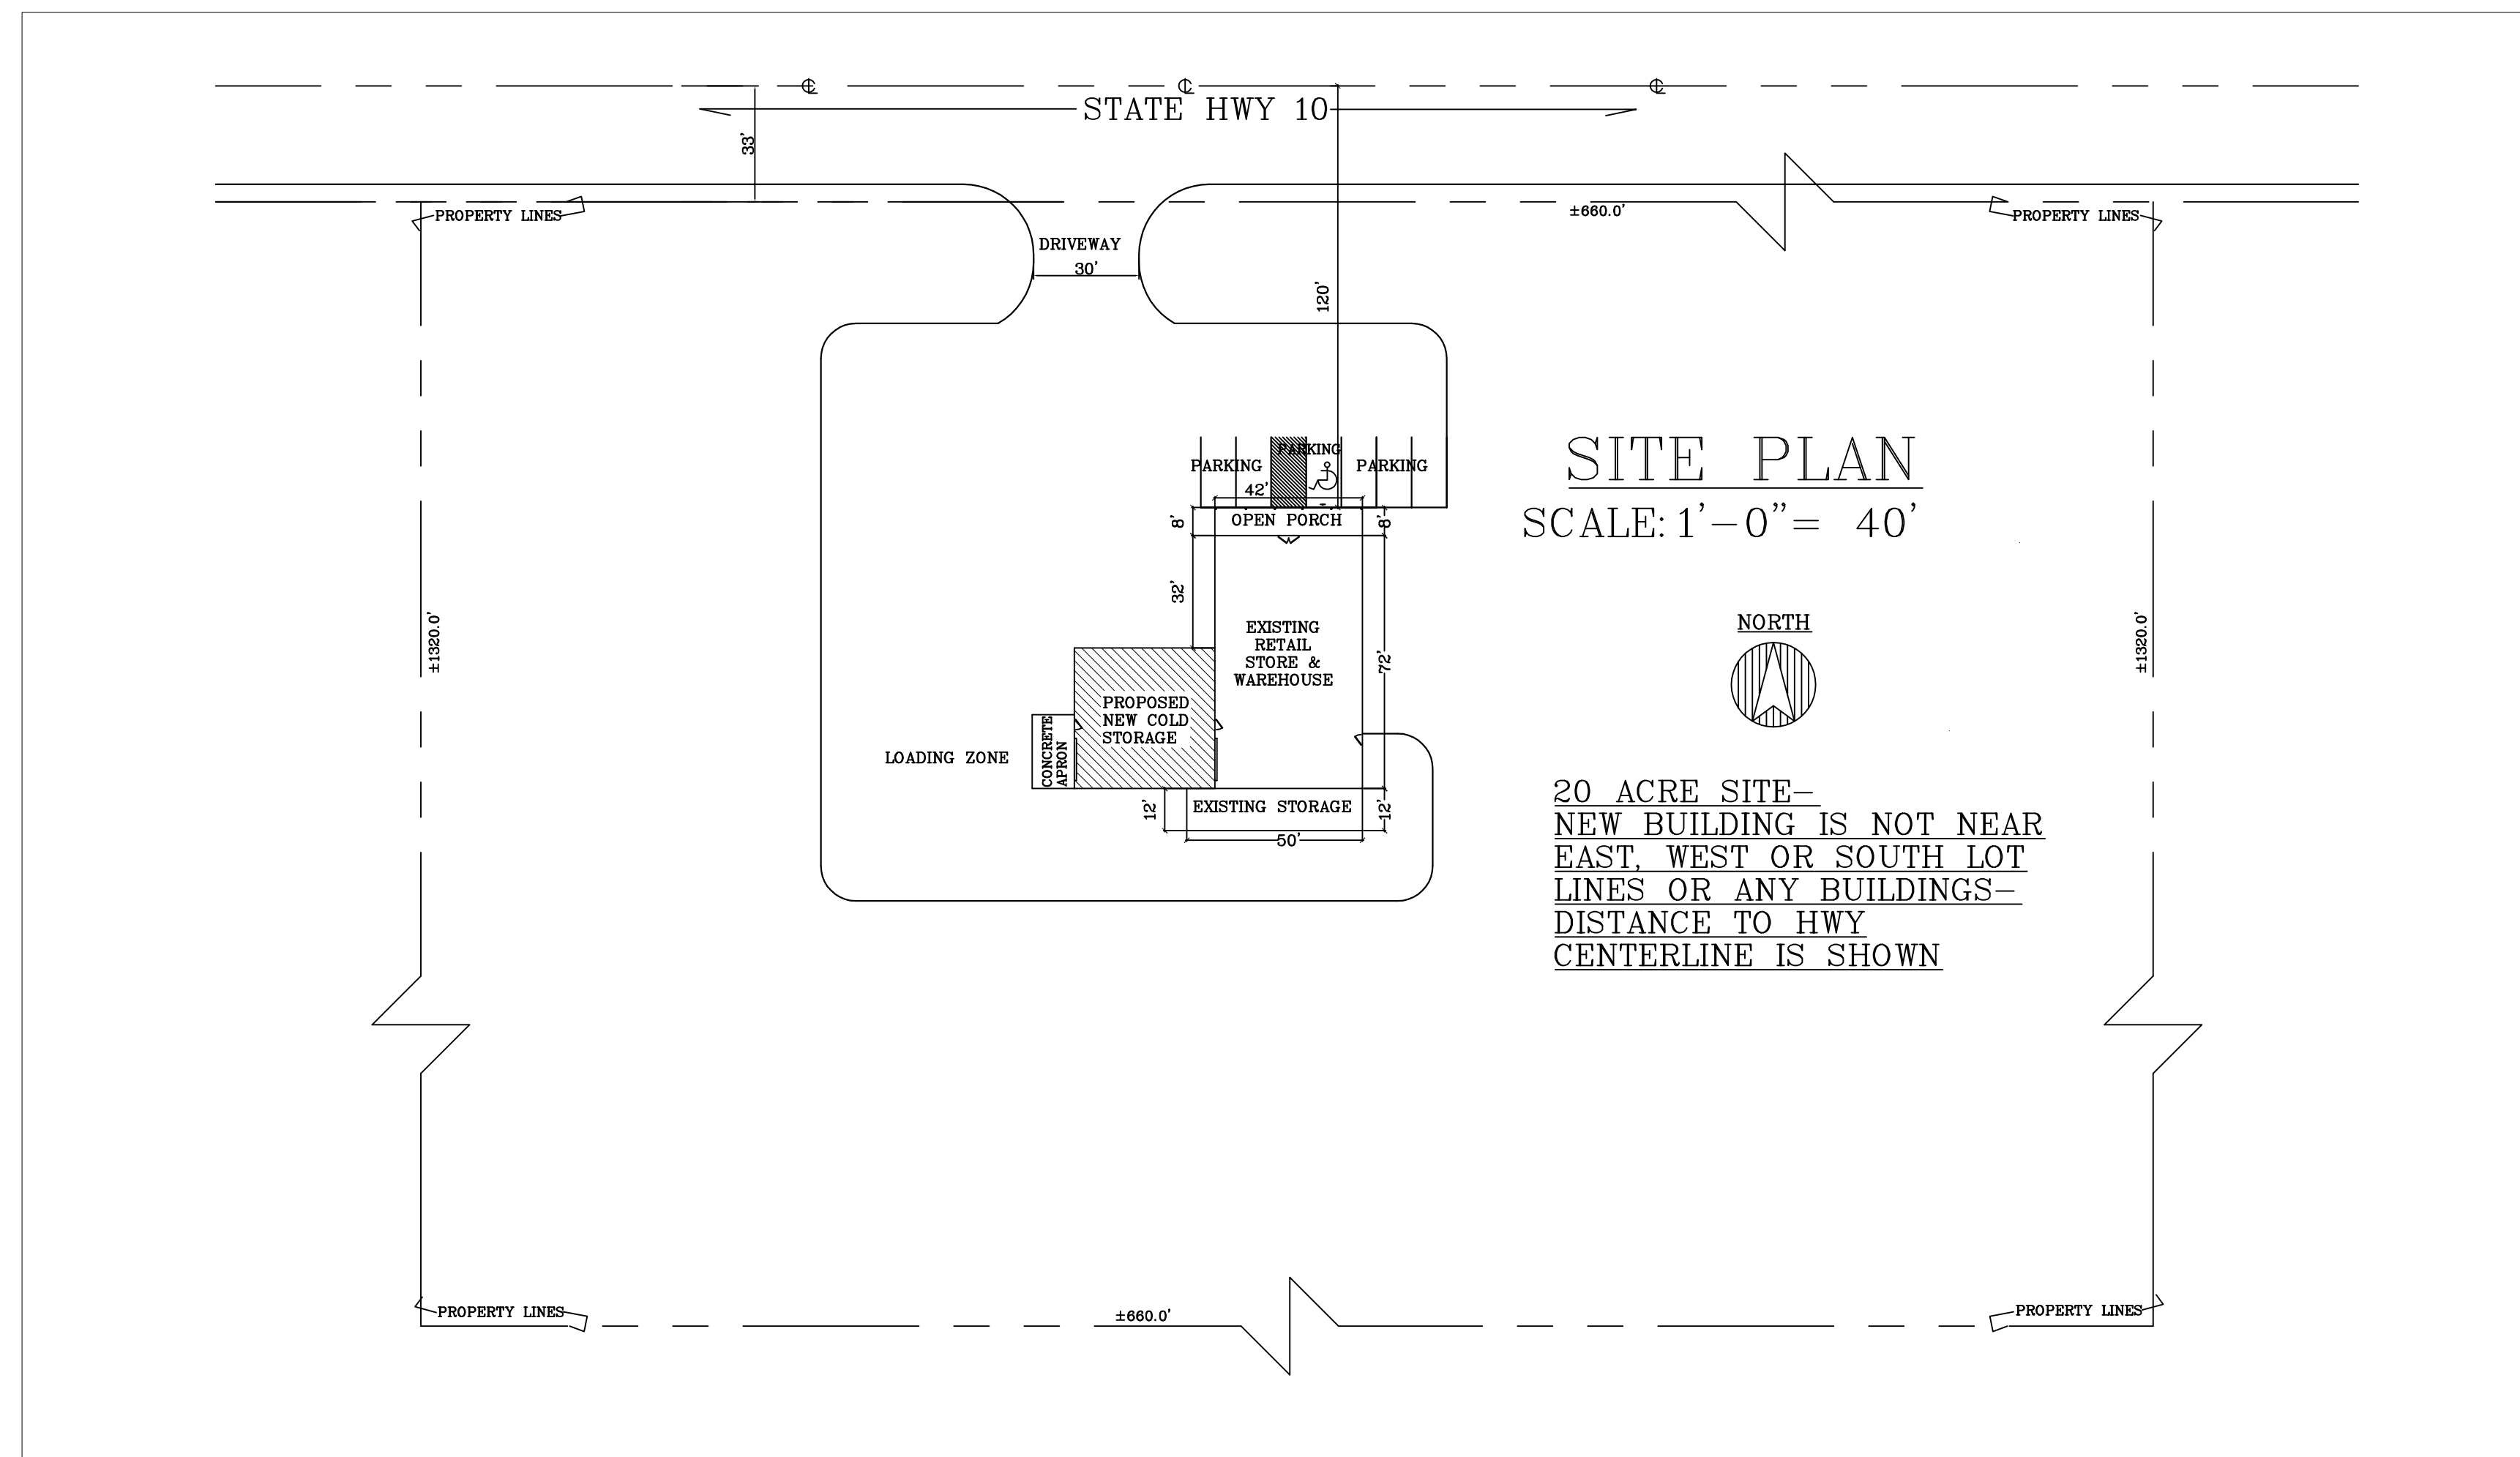 ℄ ℄ ℄
STATE HWY 10
33'
PROPERTY LINES
±660.0'
PROPERTY LINES
DRIVEWAY
30'
120'
PARKING
PARKING
PARKING
42'
8'
OPEN PORCH
8'
32'
EXISTING
RETAIL
STORE &
WAREHOUSE
72'
PROPOSED
NEW COLD
STORAGE
CONCRETE
APRON
LOADING ZONE
12'
EXISTING STORAGE
12'
50'
±1320.0'
±1320.0'
SITE PLAN
SCALE: 1'-0"= 40'
NORTH
20 ACRE SITE-
NEW BUILDING IS NOT NEAR
EAST, WEST OR SOUTH LOT
LINES OR ANY BUILDINGS-
DISTANCE TO HWY
CENTERLINE IS SHOWN
PROPERTY LINES
±660.0'
PROPERTY LINES